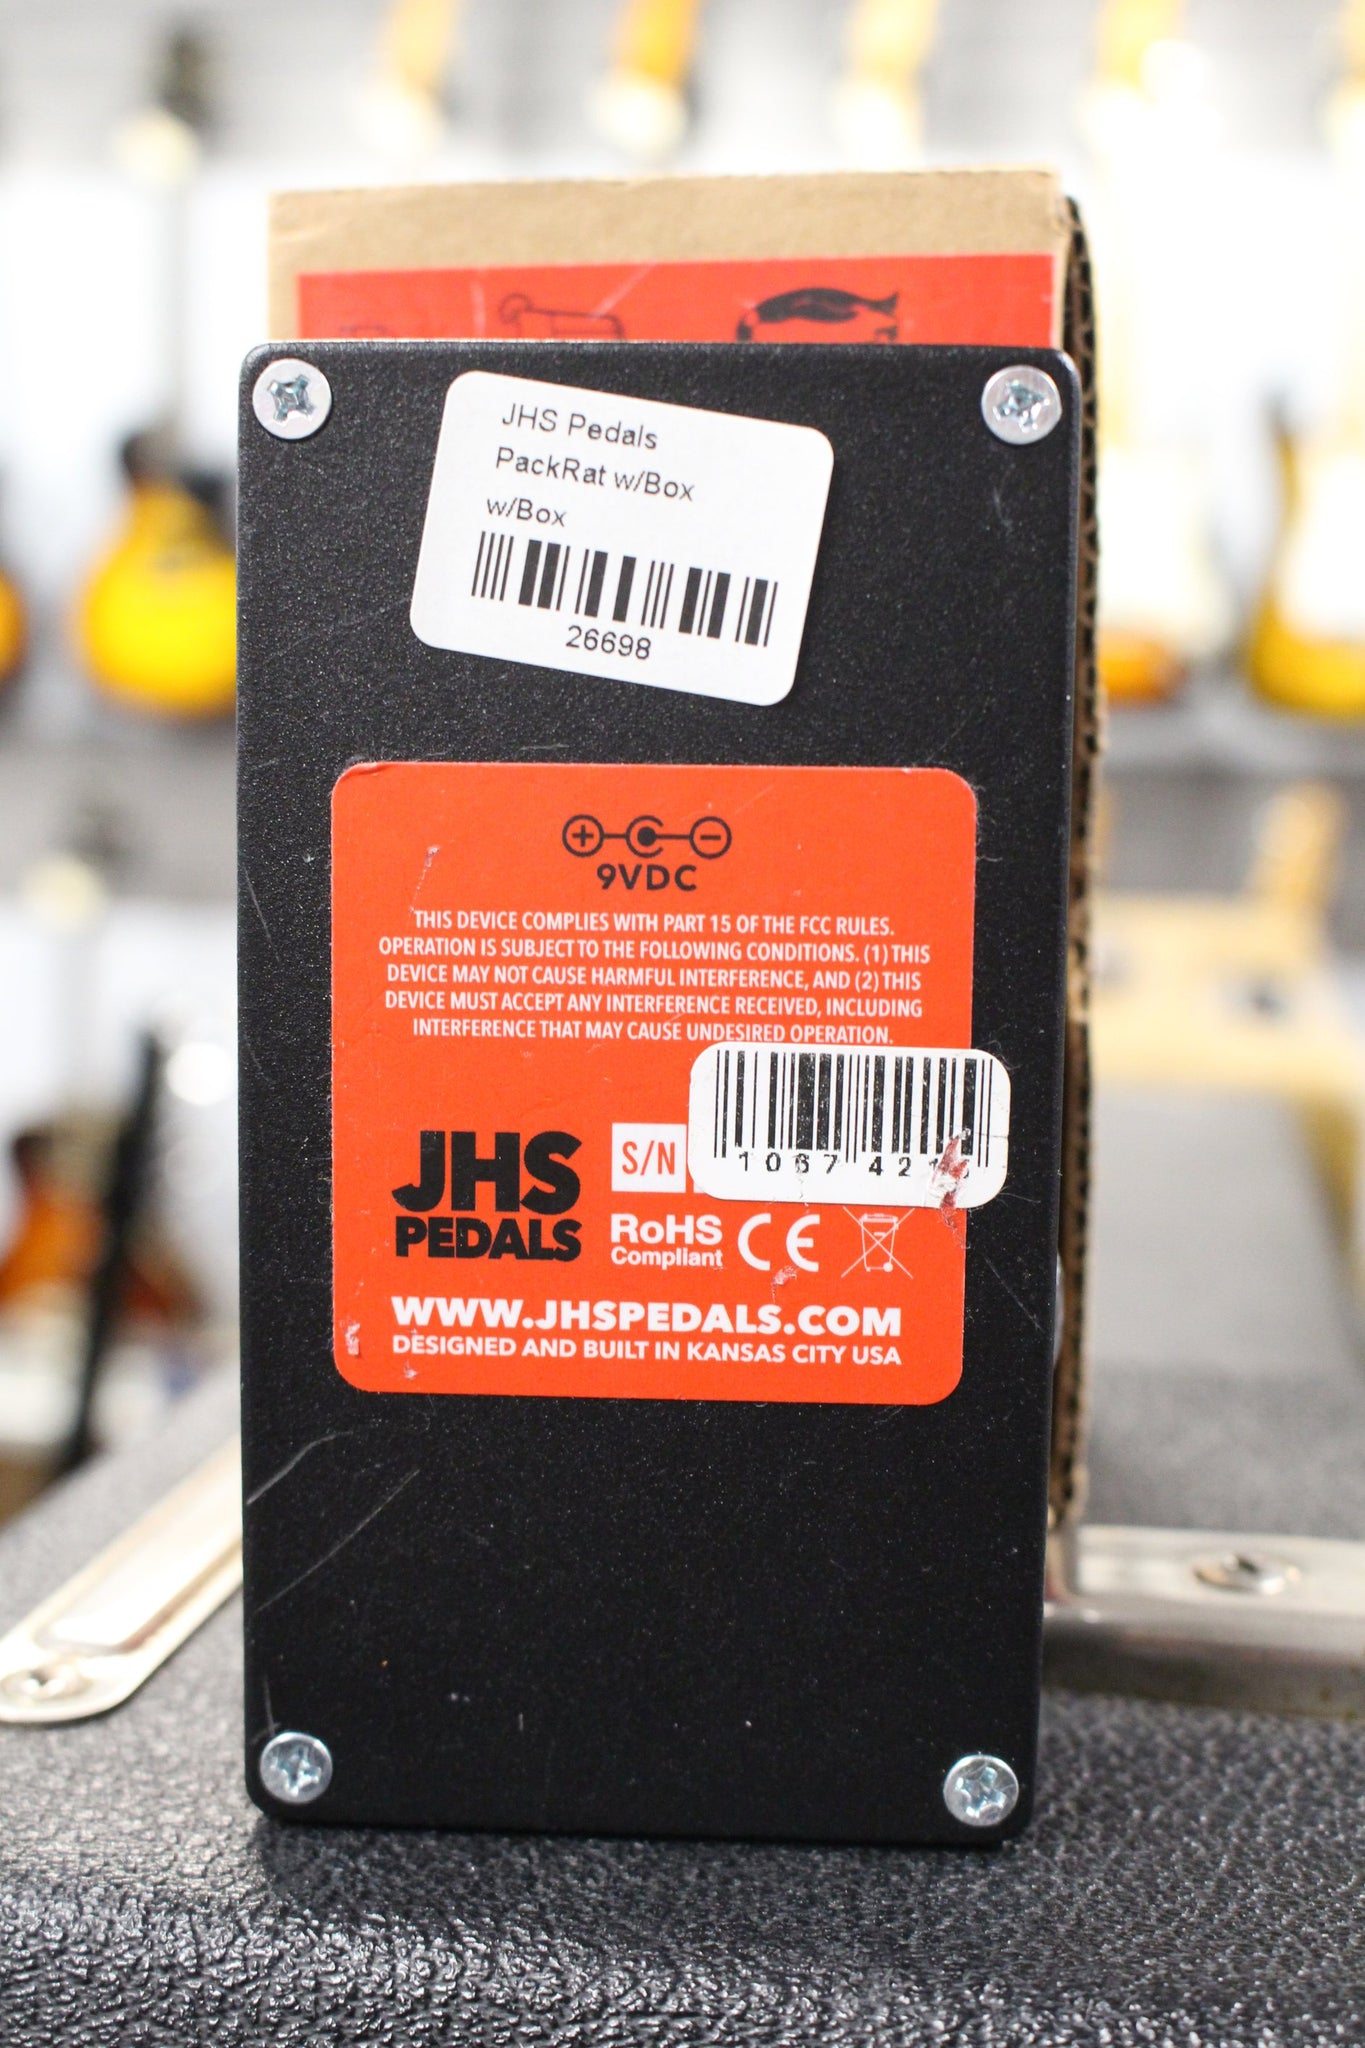 JHS Pedals
PackRat w/Box
w/Box
26698
9VDC
THIS DEVICE COMPLIES WITH PART 15 OF THE FCC RULES.
OPERATION IS SUBJECT TO THE FOLLOWING CONDITIONS. (1) THIS
DEVICE MAY NOT CAUSE HARMFUL INTERFERENCE, AND (2) THIS
DEVICE MUST ACCEPT ANY INTERFERENCE RECEIVED, INCLUDING
INTERFERENCE THAT MAY CAUSE UNDESIRED OPERATION.
JHS
PEDALS
S/N
RoHS
Compliant
CE
WWW.JHSPEDALS.COM
DESIGNED AND BUILT IN KANSAS CITY USA